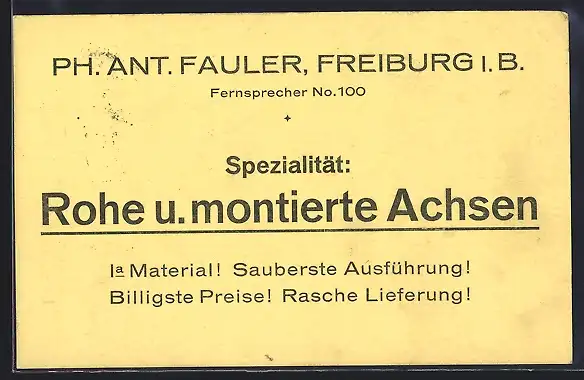 PH. ANT. FAULER, FREIBURG I. B.
Fernsprecher No. 100
Spezialität:
Rohe u. montierte Achsen
Ia Material! Sauberste Ausführung!
Billigste Preise! Rasche Lieferung!